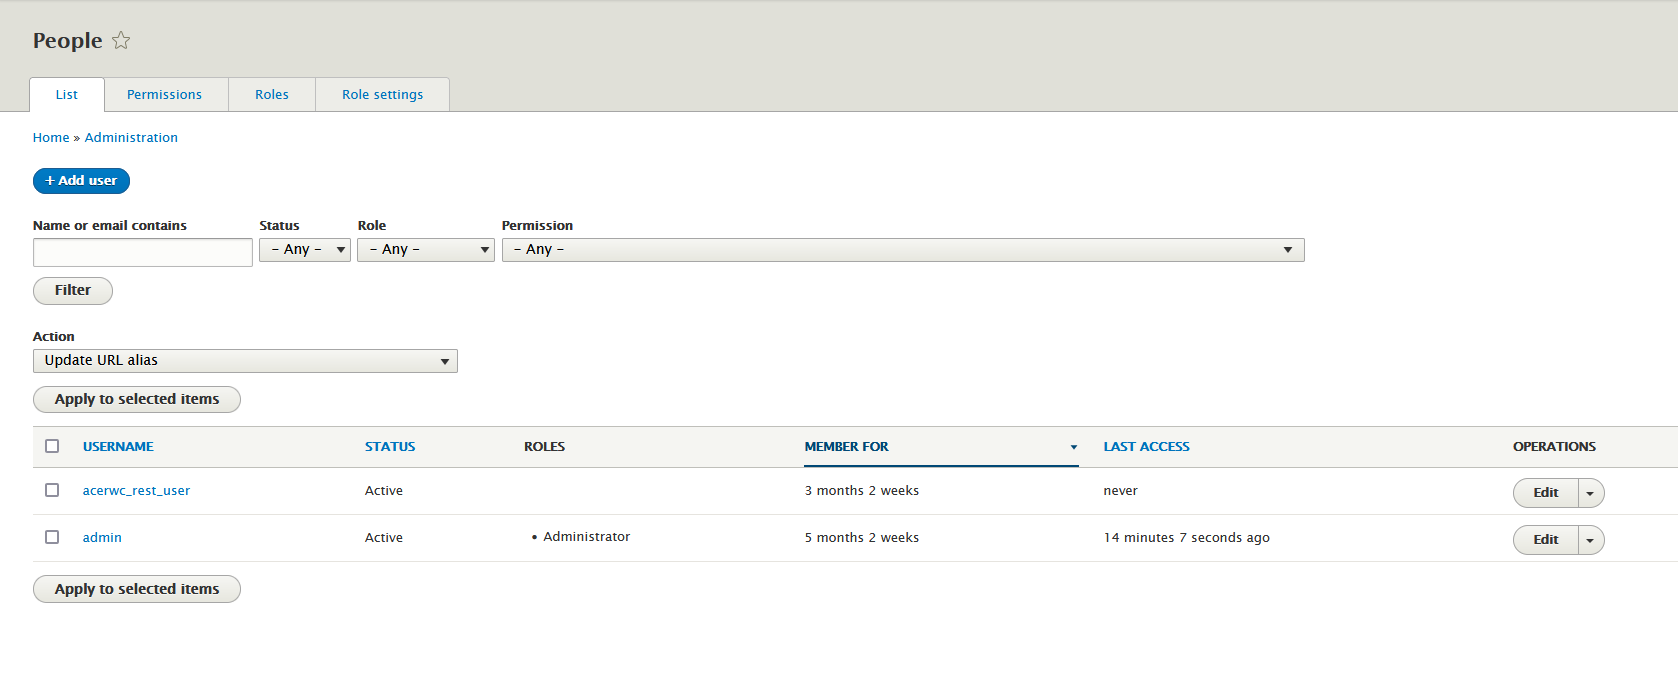 People
List Permissions Roles Role settings
Home » Administration
+ Add user
Name or email contains Status Role Permission
- Any - - Any - - Any -
Filter
Action
Update URL alias
Apply to selected items
USERNAME STATUS ROLES MEMBER FOR LAST ACCESS OPERATIONS
acerwc_rest_user Active 3 months 2 weeks never Edit
admin Active • Administrator 5 months 2 weeks 14 minutes 7 seconds ago Edit
Apply to selected items